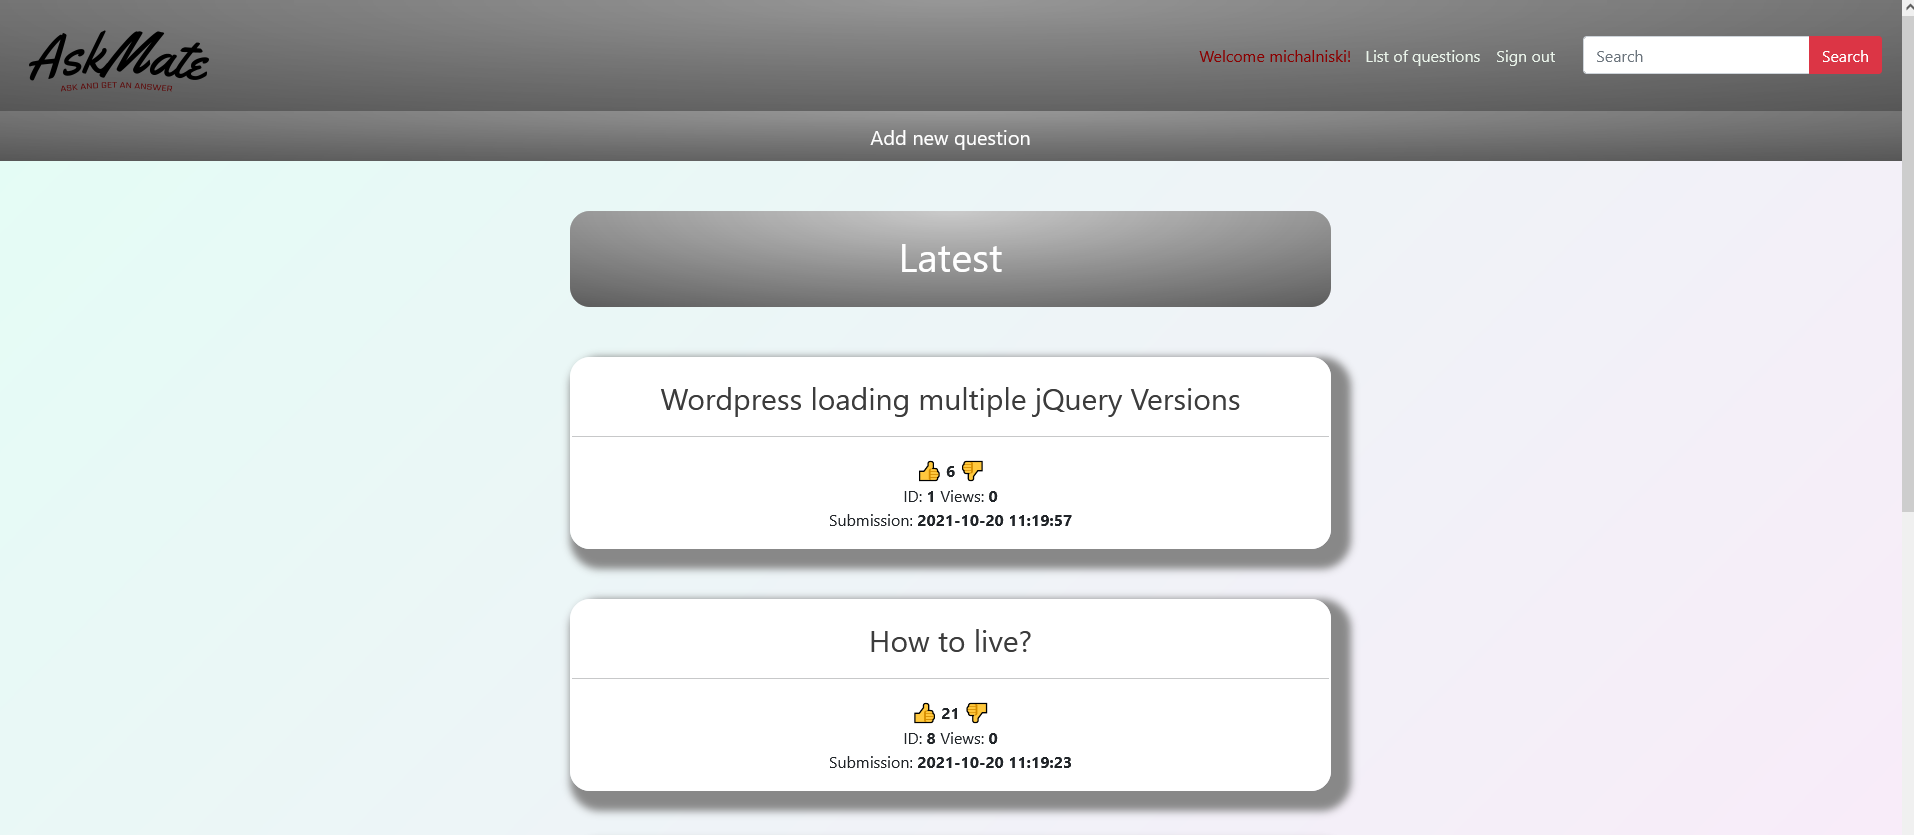 AskMate
ASK AND GET AN ANSWER
Welcome michalniski! List of questions Sign out Search Search
Add new question
Latest
Wordpress loading multiple jQuery Versions
6
ID: 1 Views: 0
Submission: 2021-10-20 11:19:57
How to live?
21
ID: 8 Views: 0
Submission: 2021-10-20 11:19:23